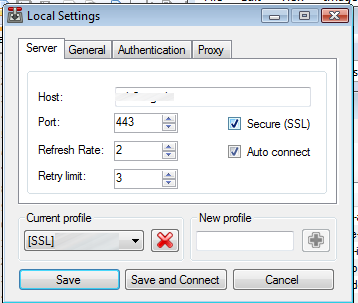 Local Settings
Server General Authentication Proxy
Host:
Port: 443 Secure (SSL)
Refresh Rate: 2 Auto connect
Retry limit: 3
Current profile New profile
[SSL]
Save Save and Connect Cancel